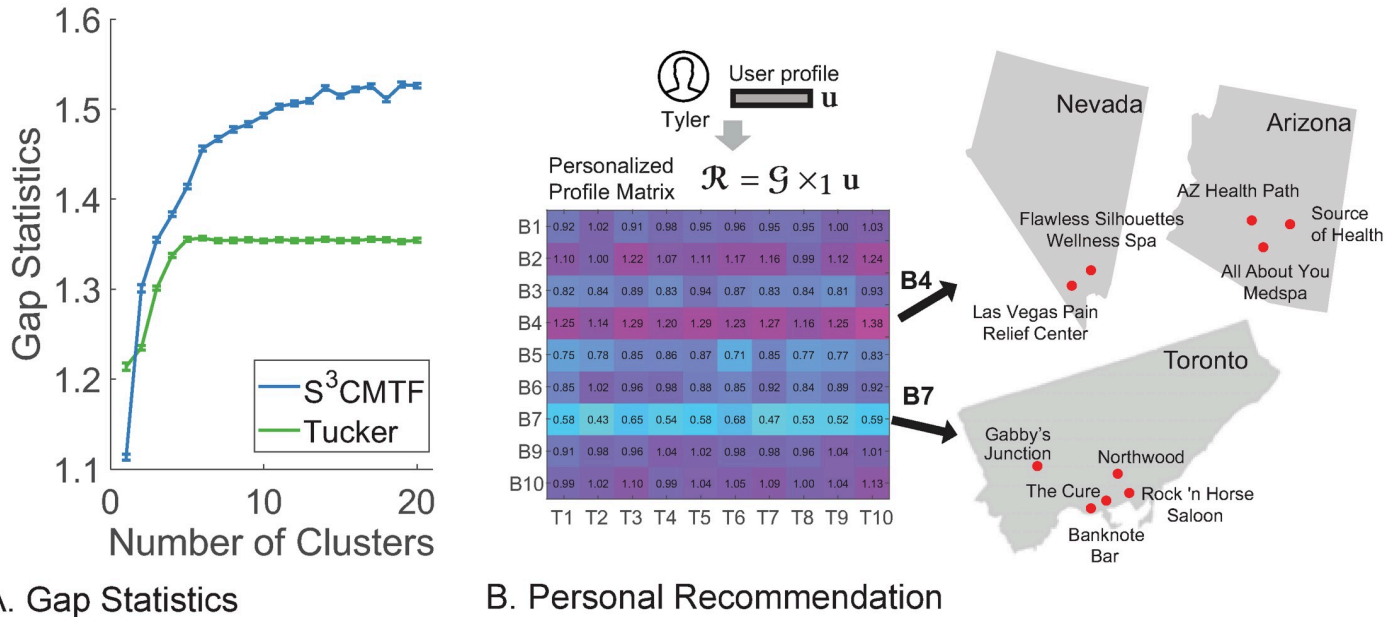 1.6
1.5
1.4
1.3
1.2
1.1
0 10 20
Gap Statistics
Number of Clusters
S³CMTF
Tucker
A. Gap Statistics
Tyler
User profile
u
Personalized
Profile Matrix
ℛ = 𝒢 ×₁ u
B1 0.92 1.02 0.91 0.98 0.95 0.96 0.95 0.95 1.00 1.03
B2 1.10 1.00 1.22 1.07 1.11 1.17 1.16 0.99 1.12 1.24
B3 0.82 0.84 0.89 0.83 0.94 0.87 0.83 0.84 0.81 0.93
B4 1.25 1.14 1.29 1.20 1.29 1.23 1.27 1.16 1.25 1.38
B5 0.75 0.78 0.85 0.86 0.87 0.71 0.85 0.77 0.77 0.83
B6 0.85 1.02 0.96 0.98 0.88 0.85 0.92 0.84 0.89 0.92
B7 0.58 0.43 0.65 0.54 0.58 0.68 0.47 0.53 0.52 0.59
B9 0.91 0.98 0.96 1.04 1.02 0.98 0.98 0.96 1.04 1.01
B10 0.99 1.02 1.10 0.99 1.04 1.05 1.09 1.00 1.04 1.13
T1 T2 T3 T4 T5 T6 T7 T8 T9 T10
B4
B7
Nevada
Flawless Silhouettes
Wellness Spa
Las Vegas Pain
Relief Center
Arizona
AZ Health Path
Source
of Health
All About You
Medspa
Toronto
Gabby's
Junction
Northwood
The Cure
Rock 'n Horse
Saloon
Banknote
Bar
B. Personal Recommendation